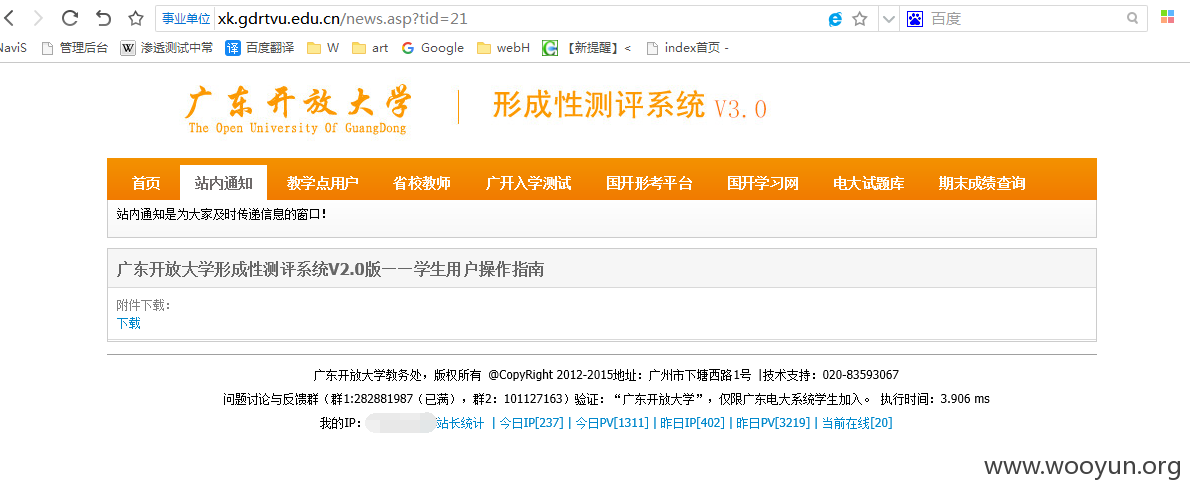 事业单位 xk.gdrtvu.edu.cn/news.asp?tid=21 百度
NaviS 管理后台 W 渗透测试中常 译 百度翻译 W art Google webH 【新提醒】< index首页 -
广东开放大学 形成性测评系统 V3.0
The Open University Of GuangDong
首页 站内通知 教学点用户 省校教师 广开入学测试 国开形考平台 国开学习网 电大试题库 期末成绩查询
站内通知是为大家及时传递信息的窗口!
广东开放大学形成性测评系统V2.0版——学生用户操作指南
附件下载:
下载
广东开放大学教务处，版权所有 @CopyRight 2012-2015地址：广州市下塘西路1号 |技术支持：020-83593067
问题讨论与反馈群（群1:282881987（已满），群2：101127163）验证：“广东开放大学”，仅限广东电大系统学生加入。 执行时间：3.906 ms
我的IP： 站长统计 | 今日IP[237] | 今日PV[1311] | 昨日IP[402] | 昨日PV[3219] | 当前在线[20]
www.wooyun.org